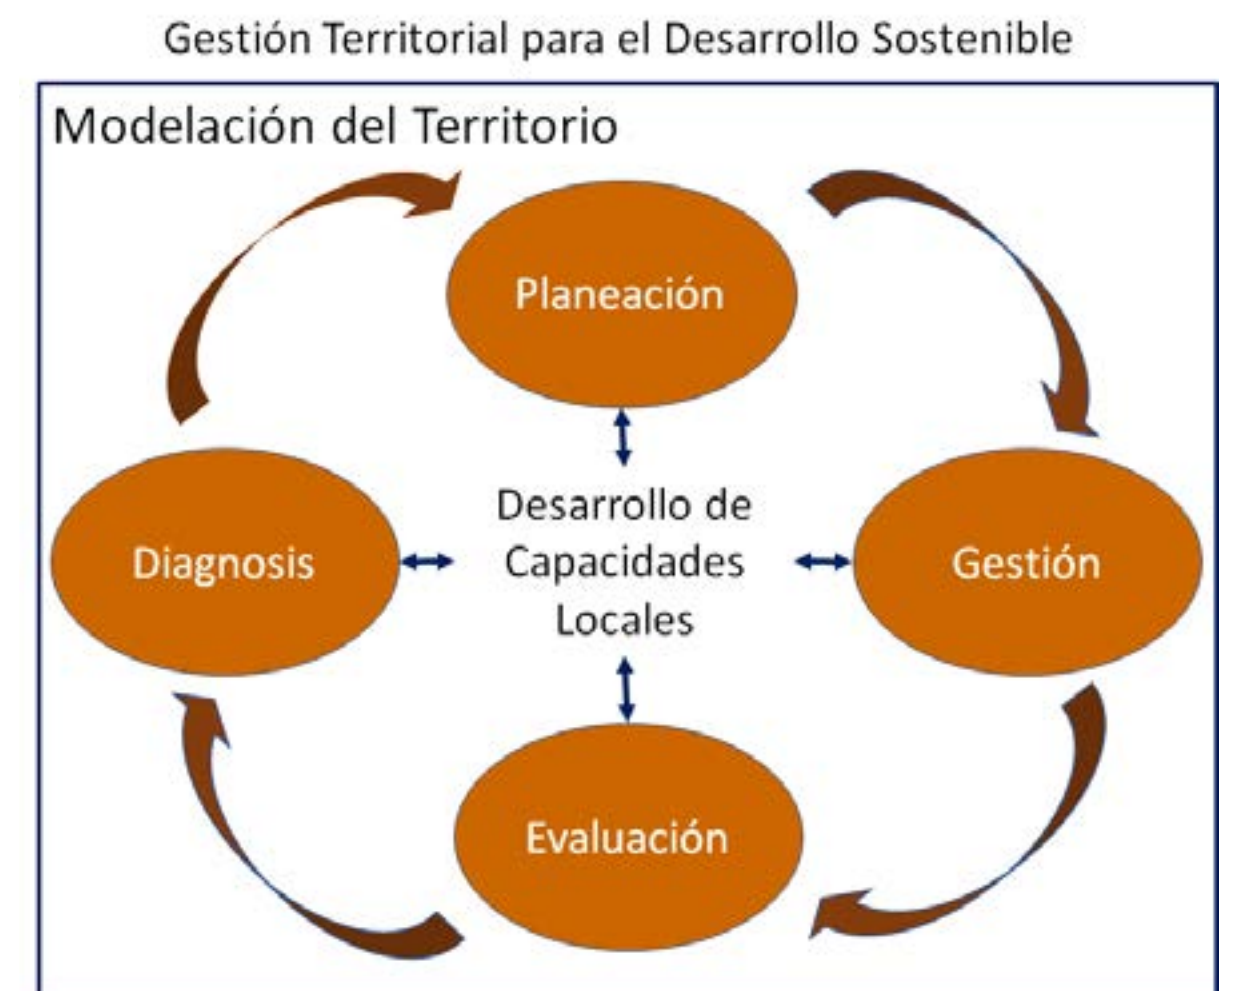 Gestión Territorial para el Desarrollo Sostenible
Modelación del Territorio
Planeación
Desarrollo de
Capacidades
Locales
Diagnosis
Gestión
Evaluación